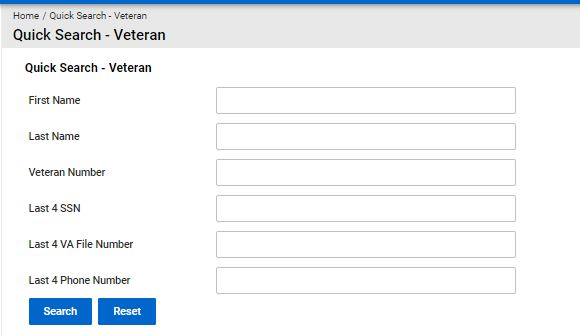 Home / Quick Search - Veteran
Quick Search - Veteran
Quick Search - Veteran
First Name
Last Name
Veteran Number
Last 4 SSN
Last 4 VA File Number
Last 4 Phone Number
Search Reset